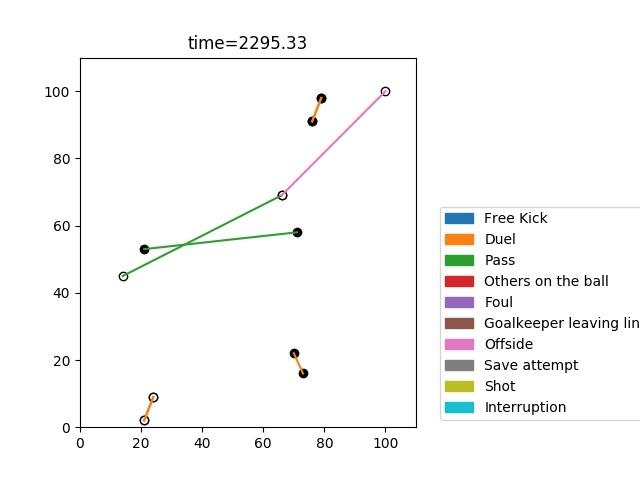 time=2295.33
100
80
60
40
20
0
0 20 40 60 80 100
Free Kick
Duel
Pass
Others on the ball
Foul
Goalkeeper leaving lin
Offside
Save attempt
Shot
Interruption